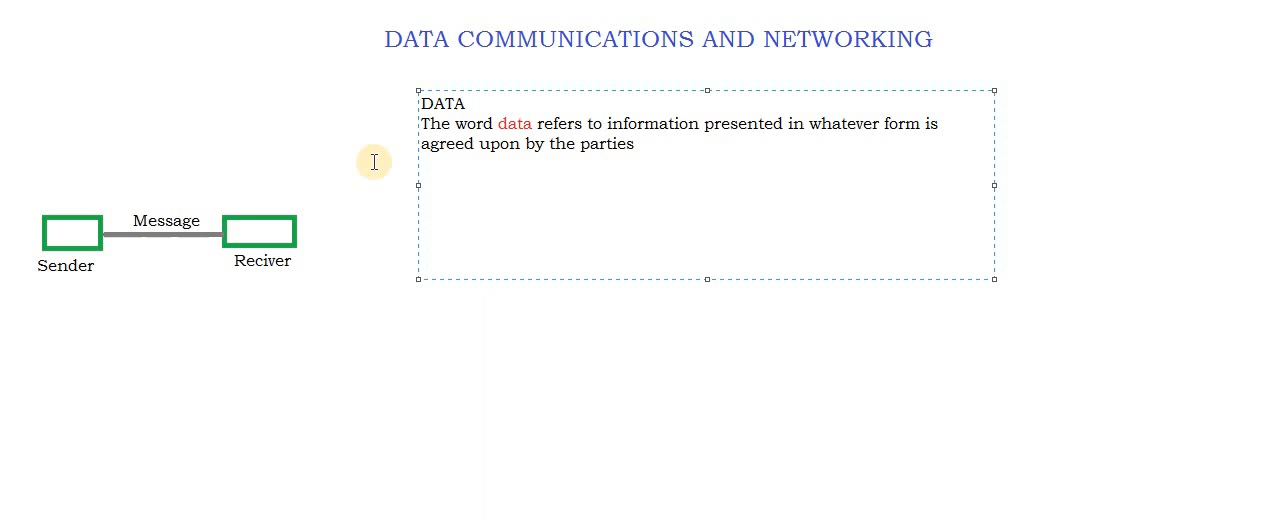 DATA COMMUNICATIONS AND NETWORKING
DATA
The word data refers to information presented in whatever form is
agreed upon by the parties
Message
Sender
Reciver